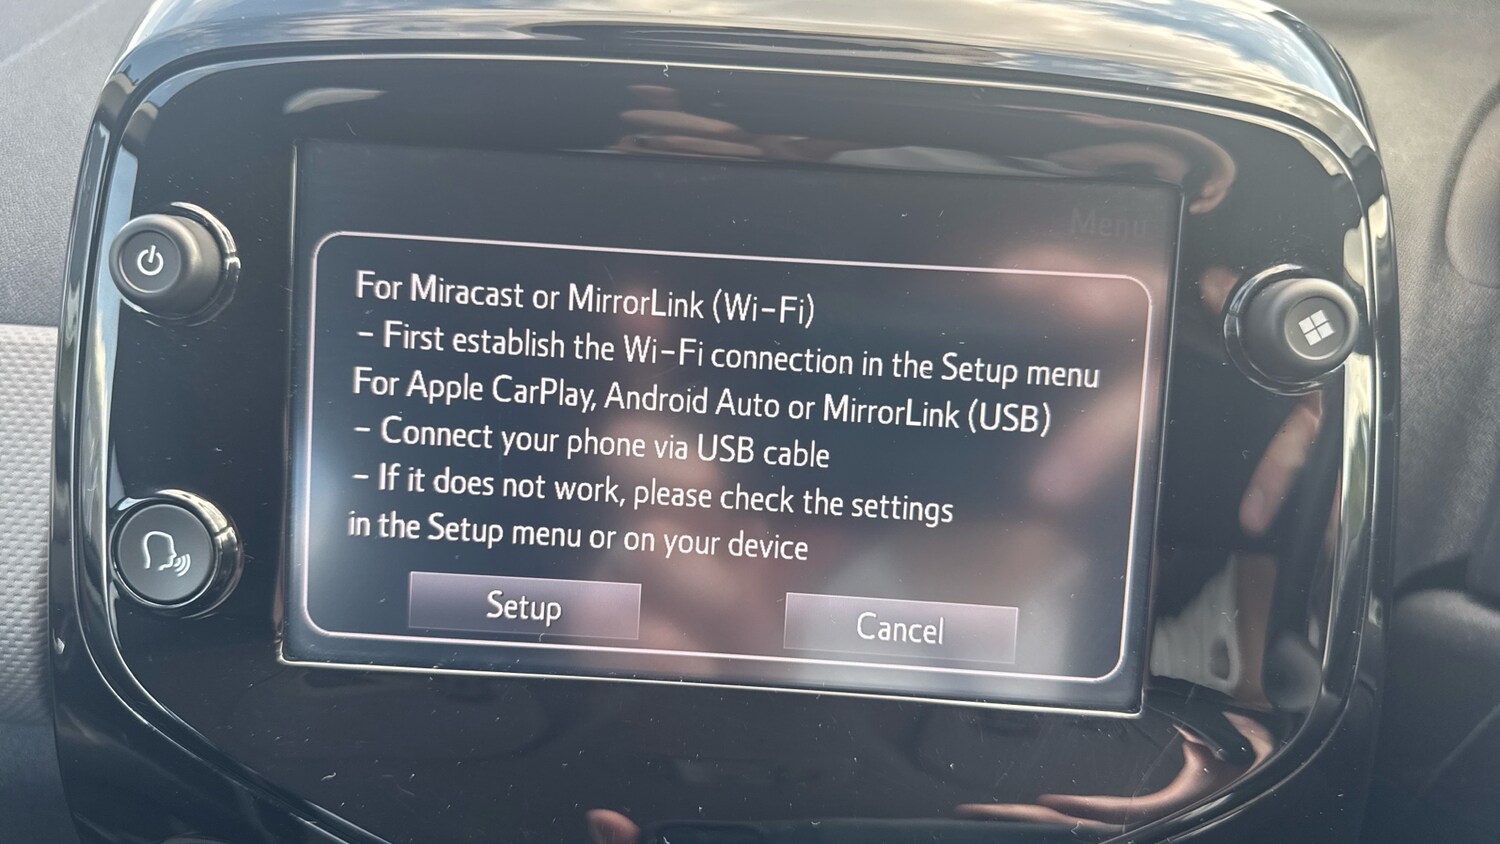 Menu
For Miracast or MirrorLink (Wi-Fi)
- First establish the Wi-Fi connection in the Setup menu
For Apple CarPlay, Android Auto or MirrorLink (USB)
- Connect your phone via USB cable
- If it does not work, please check the settings
in the Setup menu or on your device
Setup
Cancel